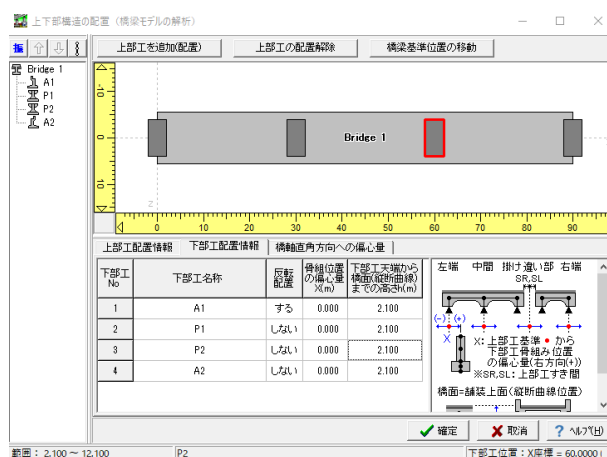 上下部構造の配置（橋梁モデルの解析）
振
上部工を追加(配置)
上部工の配置解除
橋梁基準位置の移動
Bridge 1
A1
P1
P2
A2
-10
0
10
Z
Bridge 1
0 10 20 30 40 50 60 70 80 90
上部工配置情報
下部工配置情報
橋軸直角方向への偏心量
下部工No 下部工名称 反転配置 骨組位置の偏心量X(m) 下部工天端から橋面(縦断曲線)までの高さh(m)
1 A1 する 0.000 2.100
2 P1 しない 0.000 2.100
3 P2 しない 0.000 2.100
4 A2 しない 0.000 2.100
左端 中間 掛け違い部 右端
SR,SL
(-) (+)
X
X:上部工基準・から
下部工骨組み位置
の偏心量(右方向(+))
※SR,SL:上部工すき間
橋面=舗装上面(縦断曲線位置)
確定
取消
? ﾍﾙﾌﾟ(H)
範囲： 2.100 ～ 12.100
P2
下部工位置：X座標 = 60.0000